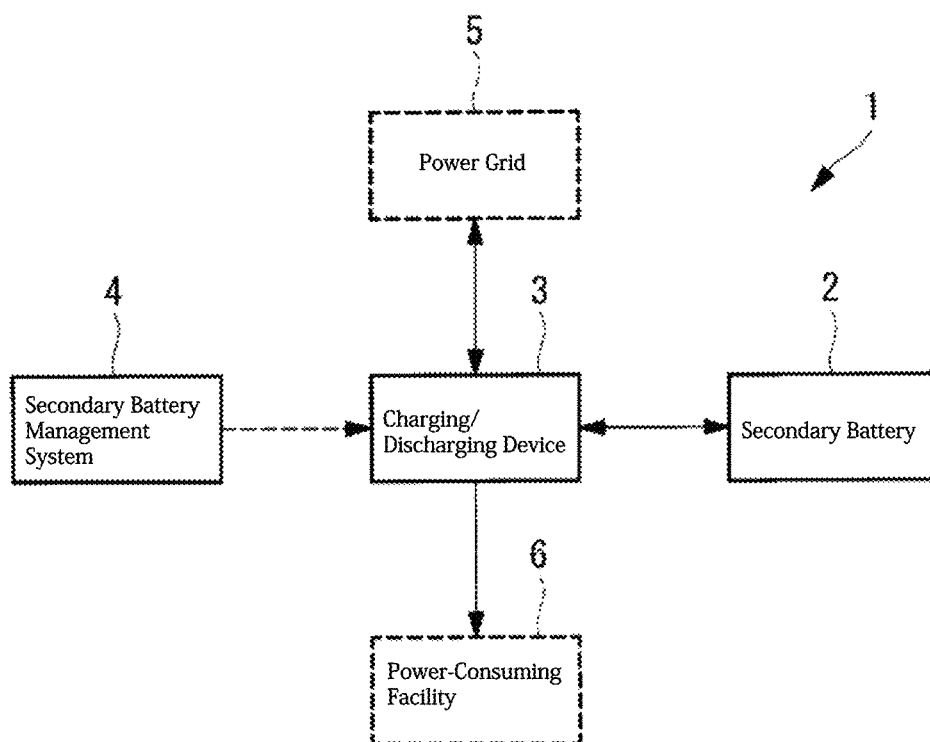 5
1
Power Grid
4
3
2
Secondary Battery
Management
System
Charging/
Discharging Device
Secondary Battery
6
Power-Consuming
Facility